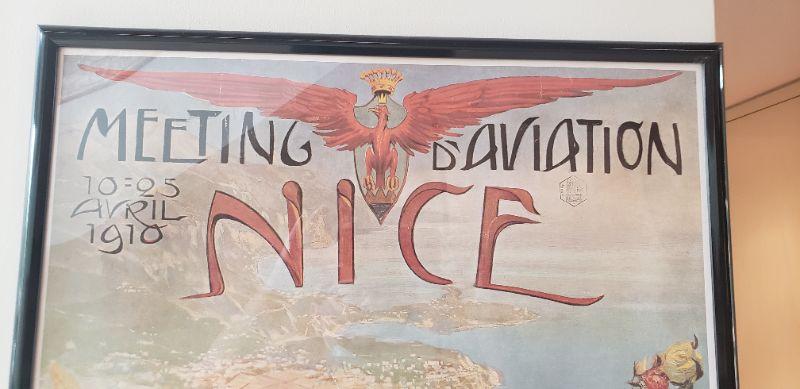 MEETING D'AVIATION
10=25
AVRIL
1910
NICE